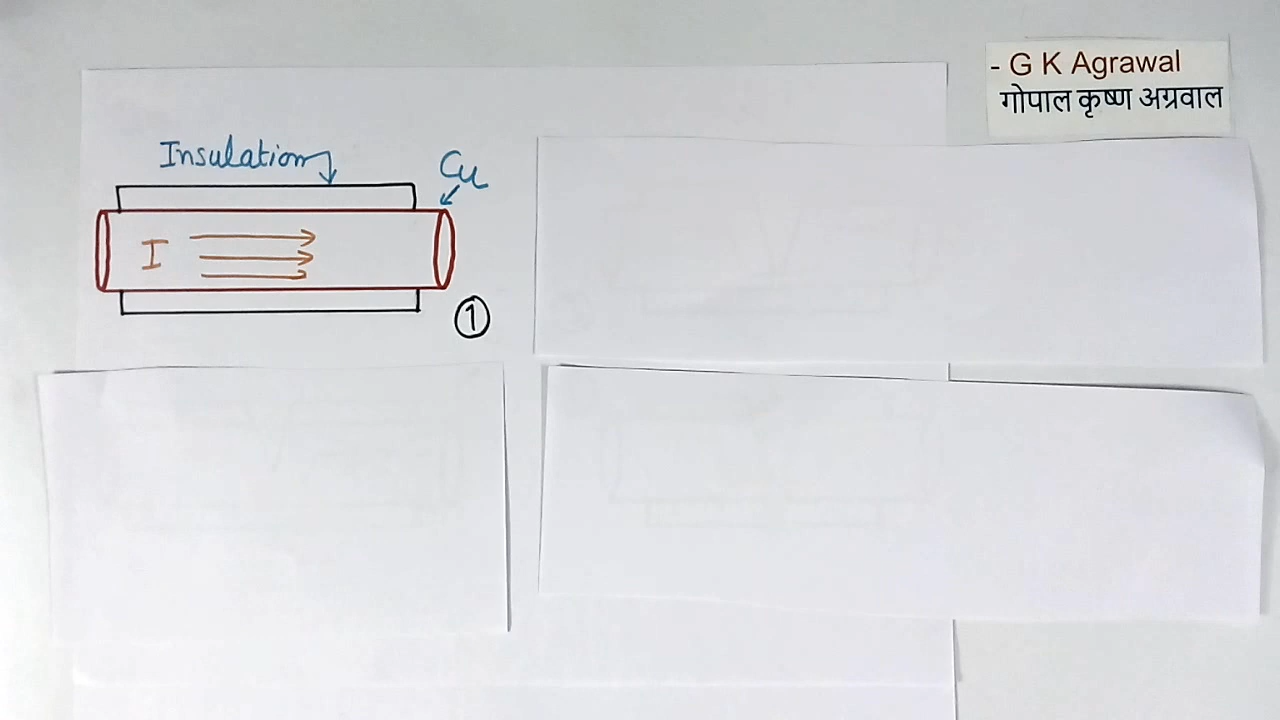 - G K Agrawal
गोपाल कृष्ण अग्रवाल
Insulation
Cu
I
1